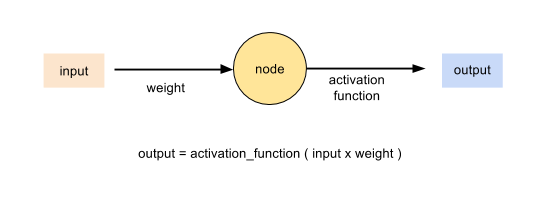 input
weight
node
activation
function
output
output = activation_function ( input x weight )